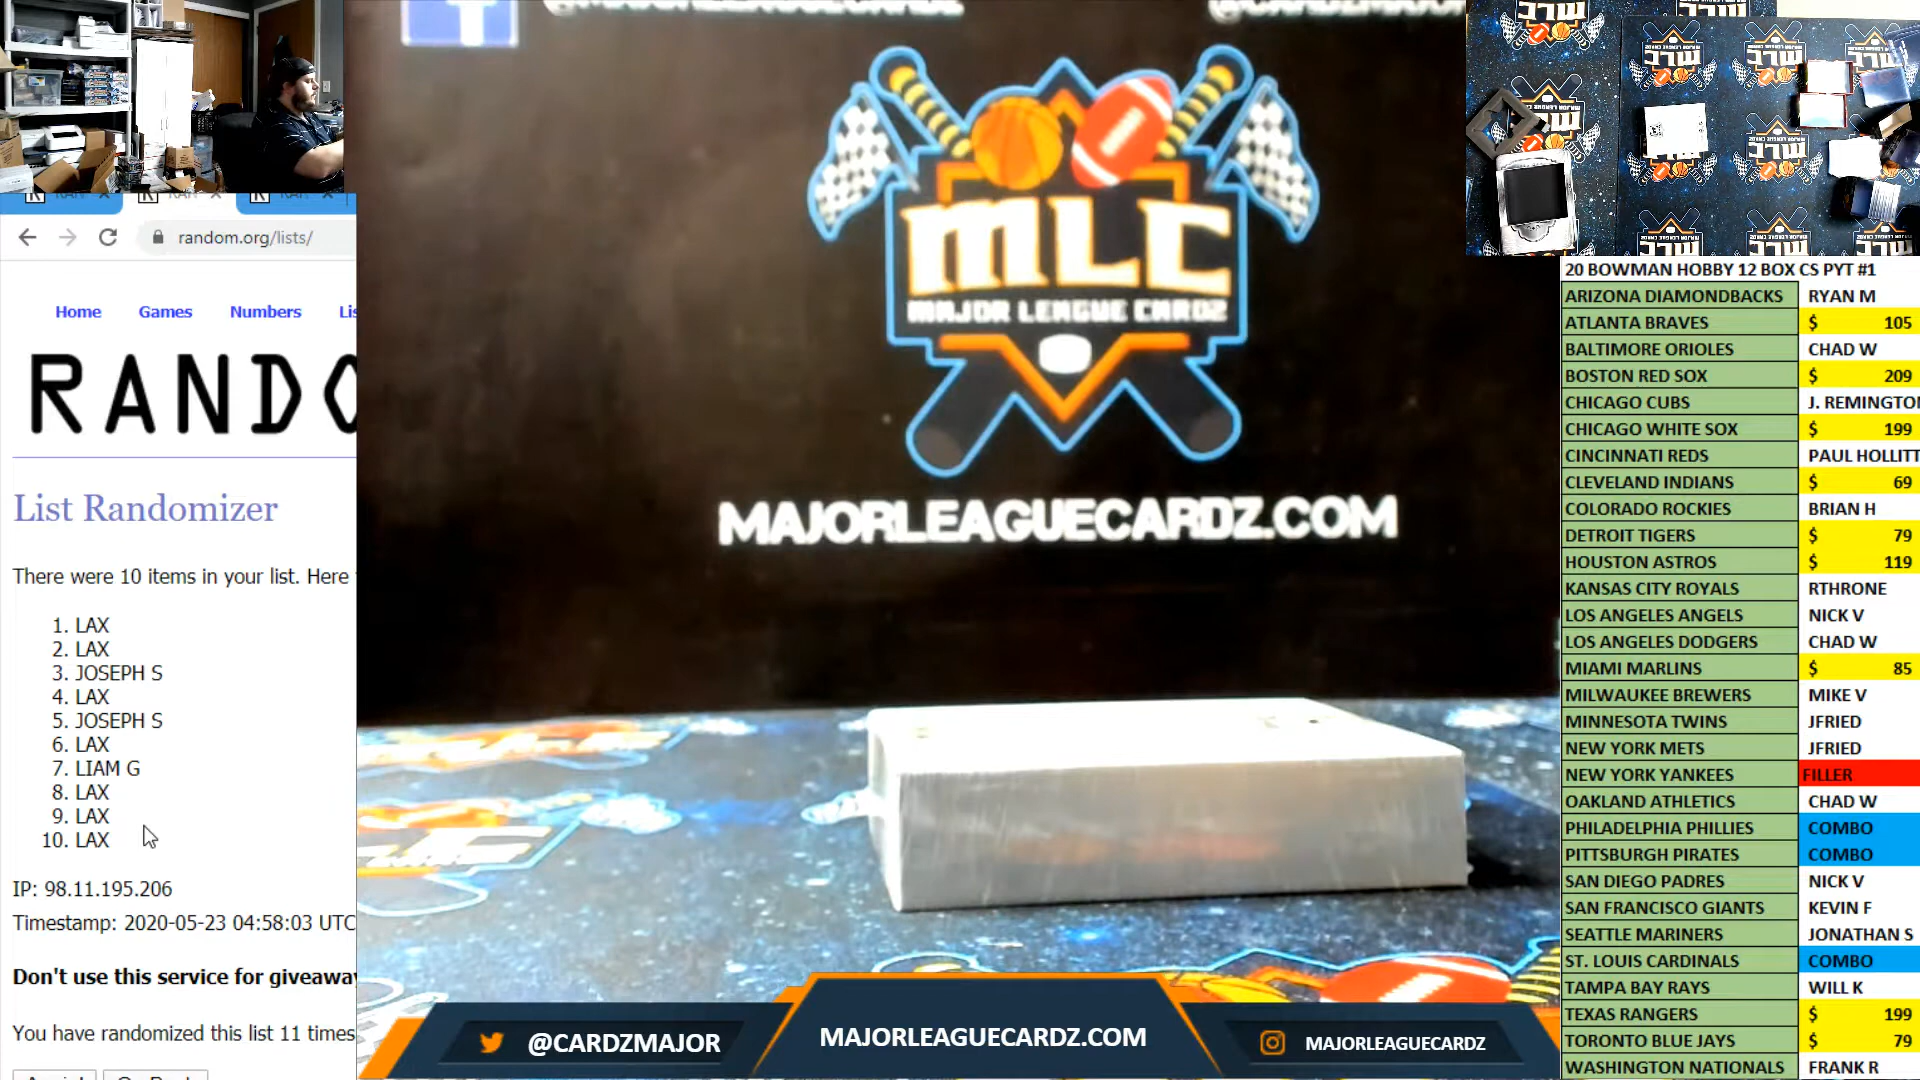 random.org/lists/
Home Games Numbers
List Randomizer
There were 10 items in your list. Here
1. LAX
2. LAX
3. JOSEPH S
4. LAX
5. JOSEPH S
6. LAX
7. LIAM G
8. LAX
9. LAX
10. LAX
IP: 98.11.195.206
Timestamp: 2020-05-23 04:58:03 UTC
Don't use this service for
You have randomized this list 11 times
MLC
MAJOR LEAGUE CARDZ
MAJORLEAGUECARDZ.COM
@CARDZMAJOR
MAJORLEAGUECARDZ.COM
MAJORLEAGUECARDZ
20 BOWMAN HOBBY 12 BOX CS PYT #1
ARIZONA DIAMONDBACKS RYAN M
ATLANTA BRAVES $ 105
BALTIMORE ORIOLES CHAD W
BOSTON RED SOX $ 209
CHICAGO CUBS J. REMINGTON
CHICAGO WHITE SOX $ 199
CINCINNATI REDS PAUL HOLLITT
CLEVELAND INDIANS $ 69
COLORADO ROCKIES BRIAN H
DETROIT TIGERS $ 79
HOUSTON ASTROS $ 119
KANSAS CITY ROYALS RTHRONE
LOS ANGELES ANGELS NICK V
LOS ANGELES DODGERS CHAD W
MIAMI MARLINS $ 85
MILWAUKEE BREWERS MIKE V
MINNESOTA TWINS JFRIED
NEW YORK METS JFRIED
NEW YORK YANKEES FILLER
OAKLAND ATHLETICS CHAD W
PHILADELPHIA PHILLIES COMBO
PITTSBURGH PIRATES COMBO
SAN DIEGO PADRES NICK V
SAN FRANCISCO GIANTS KEVIN F
SEATTLE MARINERS JONATHAN S
ST. LOUIS CARDINALS COMBO
TAMPA BAY RAYS WILL K
TEXAS RANGERS $ 199
TORONTO BLUE JAYS $ 79
WASHINGTON NATIONALS FRANK R